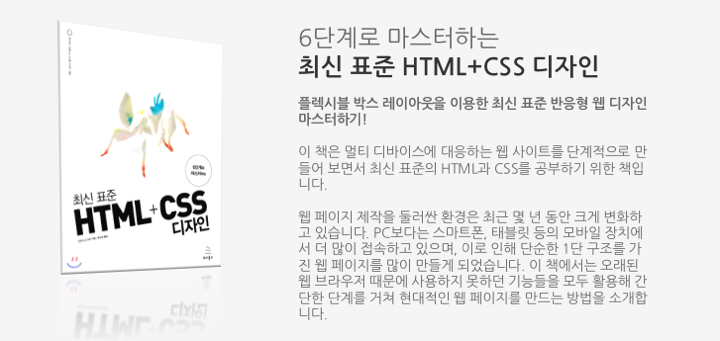 6단계로 마스터하는
최신 표준 HTML+CSS 디자인
플렉시블 박스 레이아웃을 이용한 최신 표준 반응형 웹 디자인
마스터하기!
이 책은 멀티 디바이스에 대응하는 웹 사이트를 단계적으로 만
들어 보면서 최신 표준의 HTML과 CSS를 공부하기 위한 책입
니다.
웹 페이지 제작을 둘러싼 환경은 최근 몇 년 동안 크게 변화하
고 있습니다. PC보다는 스마트폰, 태블릿 등의 모바일 장치에
서 더 많이 접속하고 있으며, 이로 인해 단순한 1단 구조를 가
진 웹 페이지를 많이 만들게 되었습니다. 이 책에서는 오래된
웹 브라우저 때문에 사용하지 못하던 기능들을 모두 활용해 간
단한 단계를 거쳐 현대적인 웹 페이지를 만드는 방법을 소개합
니다.
6단계로
마스터하는
최신 표준
HTML+CSS
디자인